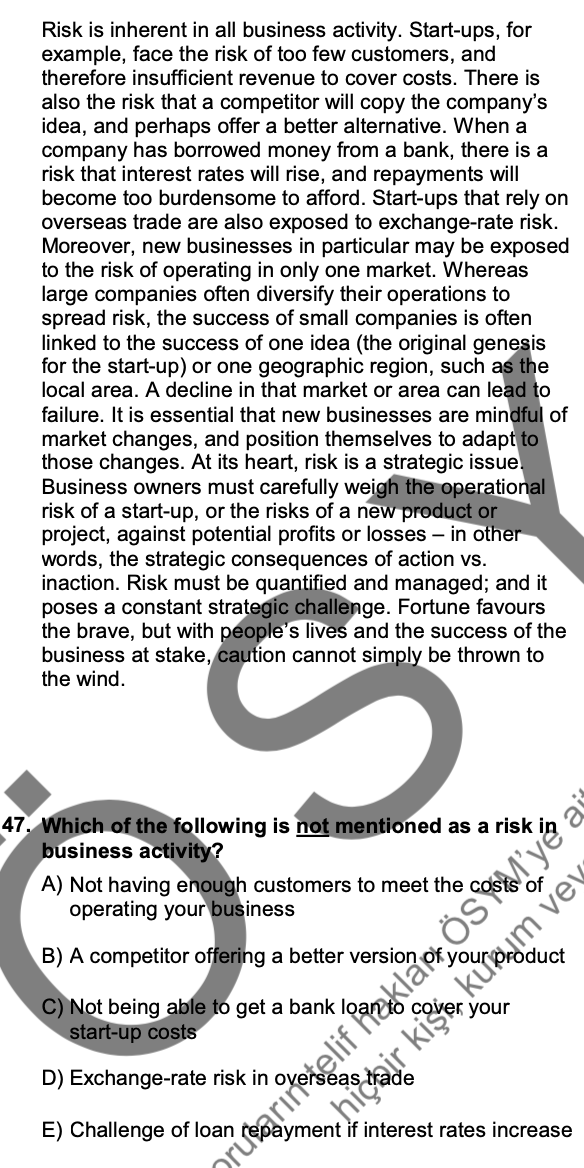 Risk is inherent in all business activity. Start-ups, for
example, face the risk of too few customers, and
therefore insufficient revenue to cover costs. There is
also the risk that a competitor will copy the company's
idea, and perhaps offer a better alternative. When a
company has borrowed money from a bank, there is a
risk that interest rates will rise, and repayments will
become too burdensome to afford. Start-ups that rely on
overseas trade are also exposed to exchange-rate risk.
Moreover, new businesses in particular may be exposed
to the risk of operating in only one market. Whereas
large companies often diversify their operations to
spread risk, the success of small companies is often
linked to the success of one idea (the original genesis
for the start-up) or one geographic region, such as the
local area. A decline in that market or area can lead to
failure. It is essential that new businesses are mindful of
market changes, and position themselves to adapt to
those changes. At its heart, risk is a strategic issue.
Business owners must carefully weigh the operational
risk of a start-up, or the risks of a new product or
project, against potential profits or losses – in other
words, the strategic consequences of action vs.
inaction. Risk must be quantified and managed; and it
poses a constant strategic challenge. Fortune favours
the brave, but with people's lives and the success of the
business at stake, caution cannot simply be thrown to
the wind.
47. Which of the following is not mentioned as a risk in
business activity?
A) Not having enough customers to meet the costs of
operating your business
B) A competitor offering a better version of your product
C) Not being able to get a bank loan to cover your
start-up costs
D) Exchange-rate risk in overseas trade
E) Challenge of loan repayment if interest rates increase
ÖSY
telif hakları ÖSYM'ye
hiçbir kişi, kurum